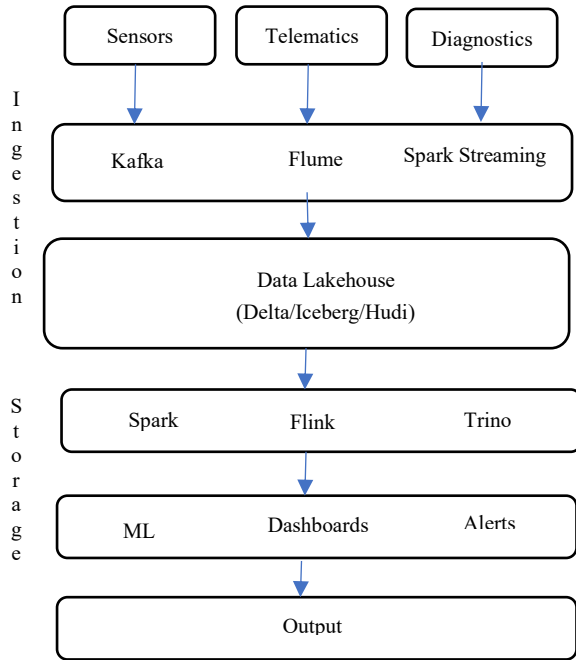 Sensors
Telematics
Diagnostics
Ingestion
Kafka
Flume
Spark Streaming
Data Lakehouse
(Delta/Iceberg/Hudi)
Storage
Spark
Flink
Trino
ML
Dashboards
Alerts
Output